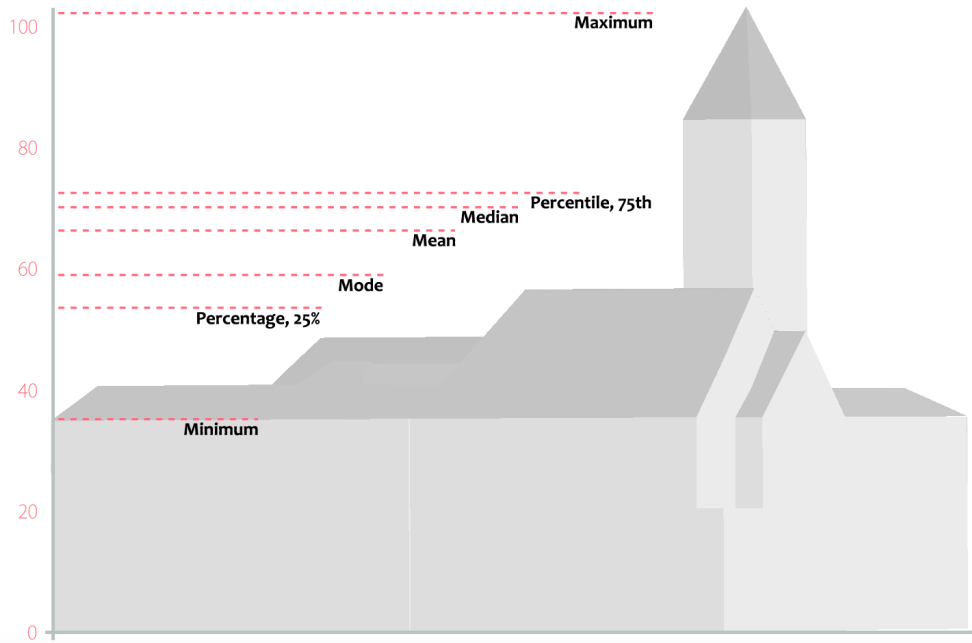 100
Maximum
80
Percentile, 75th
Median
Mean
60
Mode
Percentage, 25%
40
Minimum
20
0